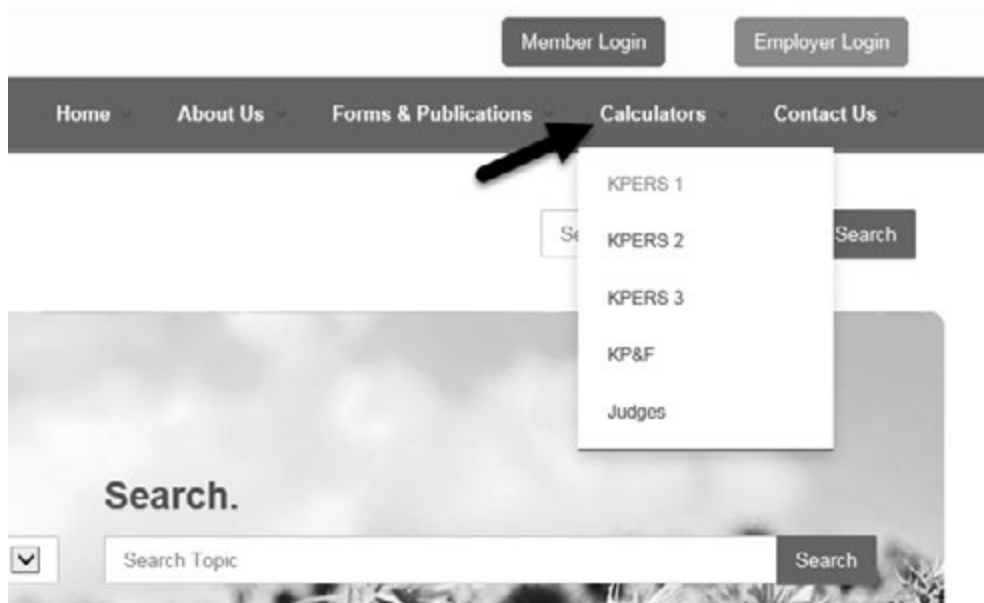 Member Login Employer Login
Home About Us Forms & Publications Calculators Contact Us
KPERS 1
Se KPERS 2 Search
KPERS 3
KP&F
Judges
Search.
Search Topic Search